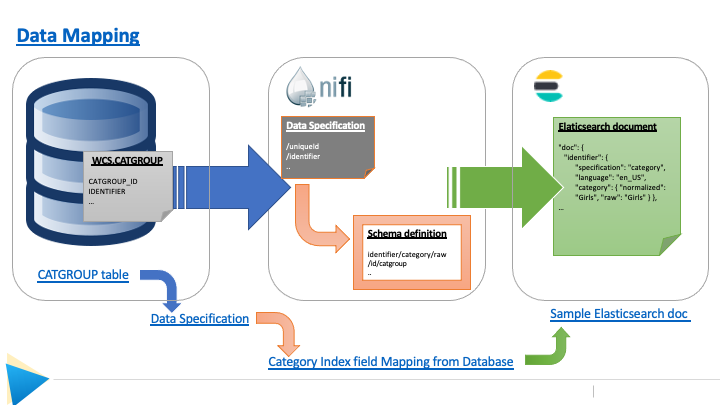 Data Mapping
nifi
WCS.CATGROUP
CATGROUP_ID
IDENTIFIER
...
Data Specification
/uniqueId
/identifier
..
Schema definition
identifier/category/raw
/id/catgroup
..
Elaticsearch document
"doc": {
"identifier": {
"specification": "category",
"language": "en_US",
"category": { "normalized":
"Girls", "raw": "Girls" } },
...
CATGROUP table
Data Specification
Category Index field Mapping from Database
Sample Elasticsearch doc